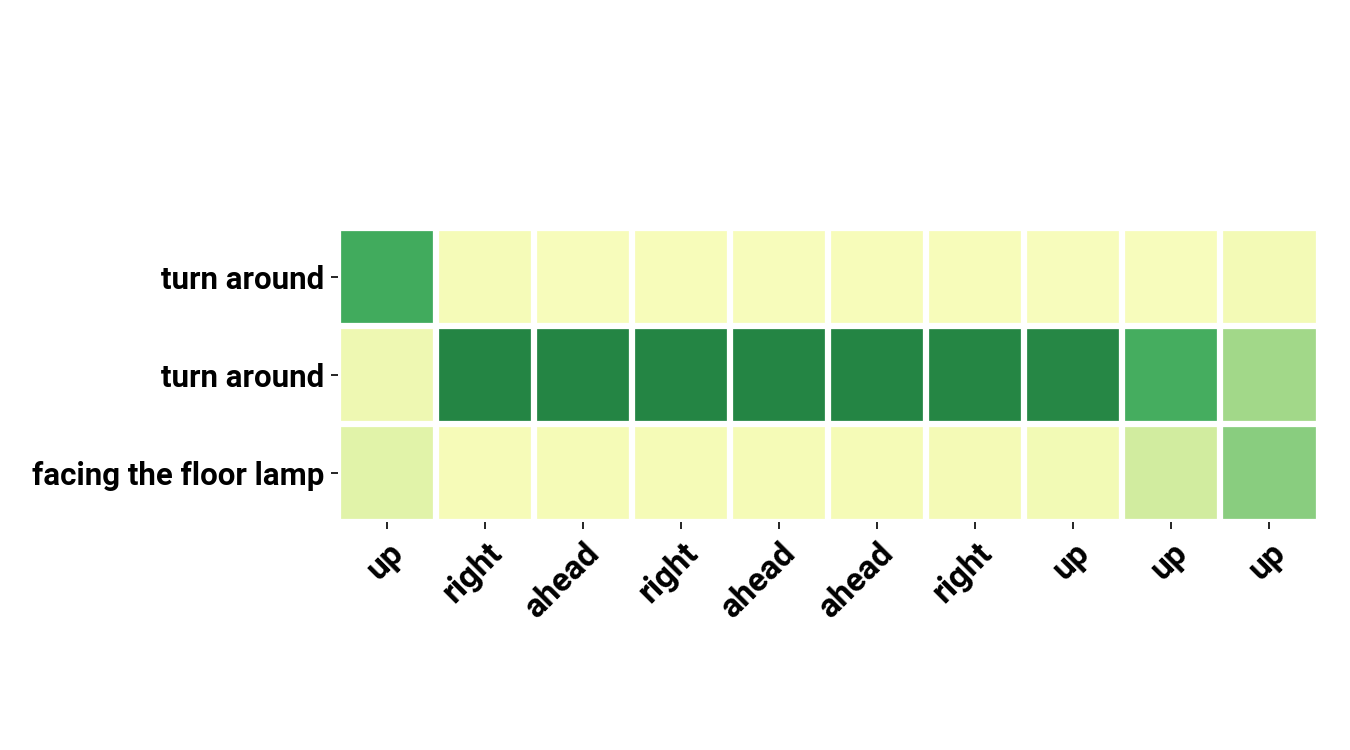 turn around
turn around
facing the floor lamp
up
right
ahead
right
ahead
ahead
right
up
up
up